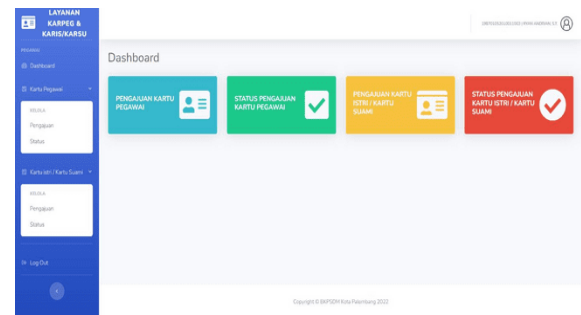 LAYANAN
KARPEG &
KARIS/KARSU
Dashboard
Kartu Pegawai
KELOLA
Pengajuan
Status
Kartu Istri / Kartu Suami
KELOLA
Pengajuan
Status
Log Out
Dashboard
PENGAJUAN KARTU
PEGAWAI
STATUS PENGAJUAN
KARTU PEGAWAI
PENGAJUAN KARTU
ISTRI / KARTU
SUAMI
STATUS PENGAJUAN
KARTU ISTRI / KARTU
SUAMI
Copyright © BKPSDM Kota Palembang 2022